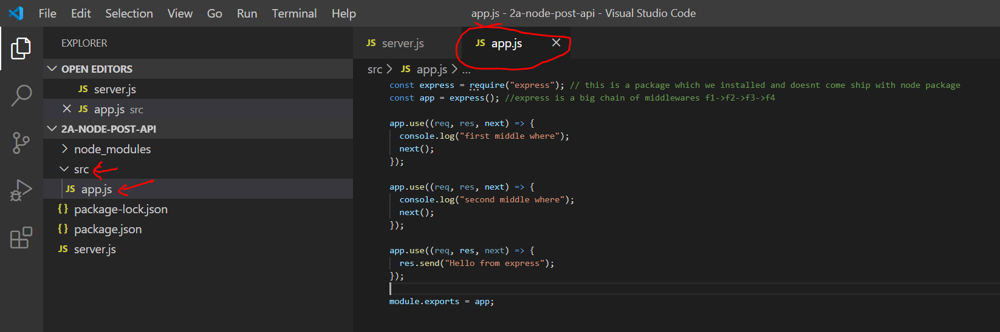 File Edit Selection View Go Run Terminal Help app.js - 2a-node-post-api - Visual Studio Code
EXPLORER
OPEN EDITORS
JS server.js
JS app.js src
2A-NODE-POST-API
node_modules
src
JS app.js
{} package-lock.json
{} package.json
JS server.js
JS server.js JS app.js
src > JS app.js > ...
const express = require("express"); // this is a package which we installed and doesnt come ship with node package
const app = express(); //express is a big chain of middlewares f1->f2->f3->f4
app.use((req, res, next) => {
console.log("first middle where");
next();
});
app.use((req, res, next) => {
console.log("second middle where");
next();
});
app.use((req, res, next) => {
res.send("Hello from express");
});
module.exports = app;